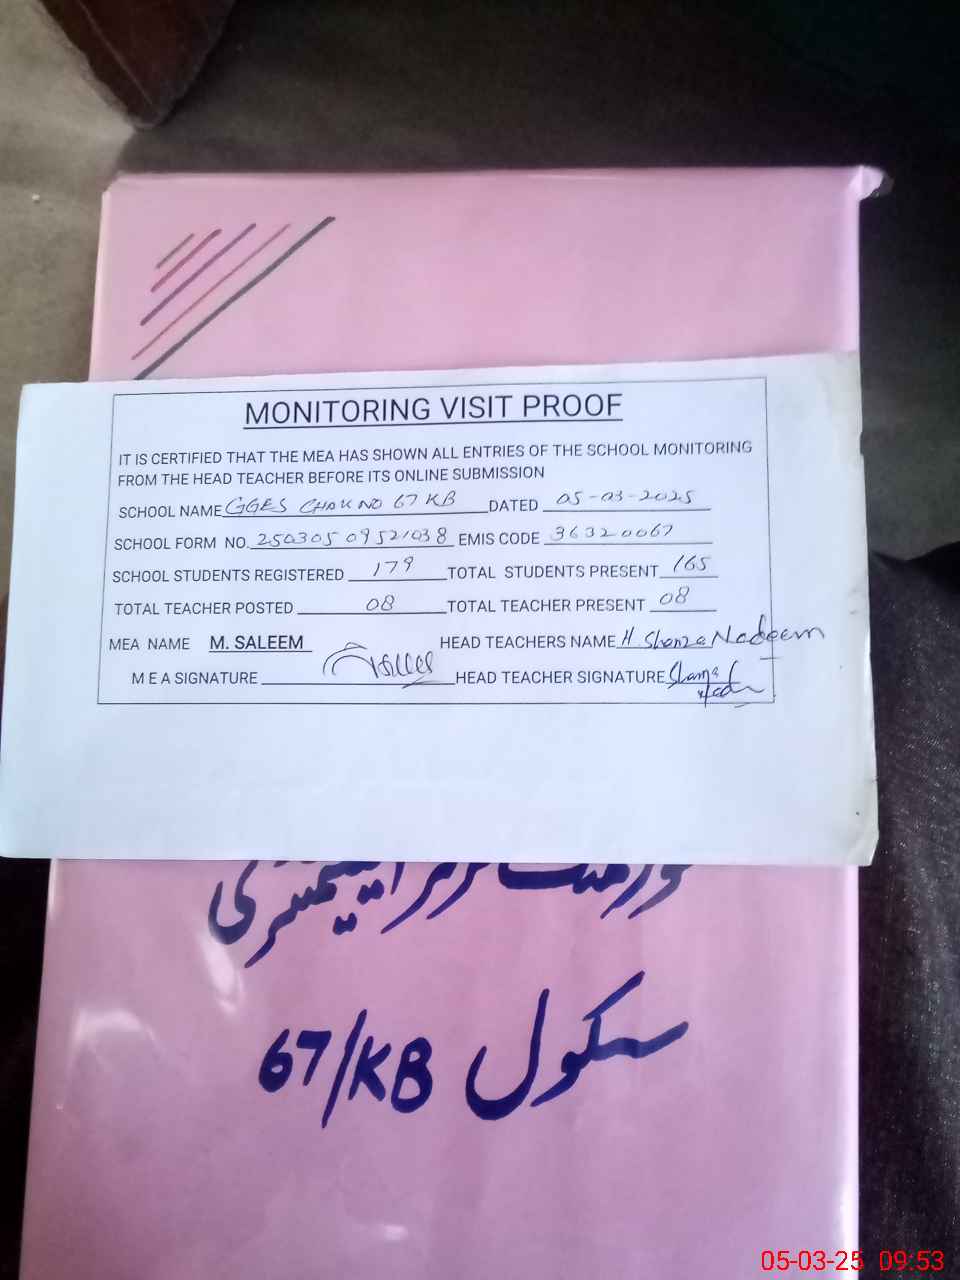 MONITORING VISIT PROOF
IT IS CERTIFIED THAT THE MEA HAS SHOWN ALL ENTRIES OF THE SCHOOL MONITORING
FROM THE HEAD TEACHER BEFORE ITS ONLINE SUBMISSION
SCHOOL NAME GGES CHAK NO 67 KB DATED 05-03-2025
SCHOOL FORM NO. 250305 09521038 EMIS CODE 36320067
SCHOOL STUDENTS REGISTERED 179 TOTAL STUDENTS PRESENT 165
TOTAL TEACHER POSTED 08 TOTAL TEACHER PRESENT 08
MEA NAME M. SALEEM HEAD TEACHERS NAME H. Shanza Nadeem
M E A SIGNATURE HEAD TEACHER SIGNATURE
گورنمنٹ گرلز ایلیمنٹری
سکول 67/KB
05-03-25 09:53